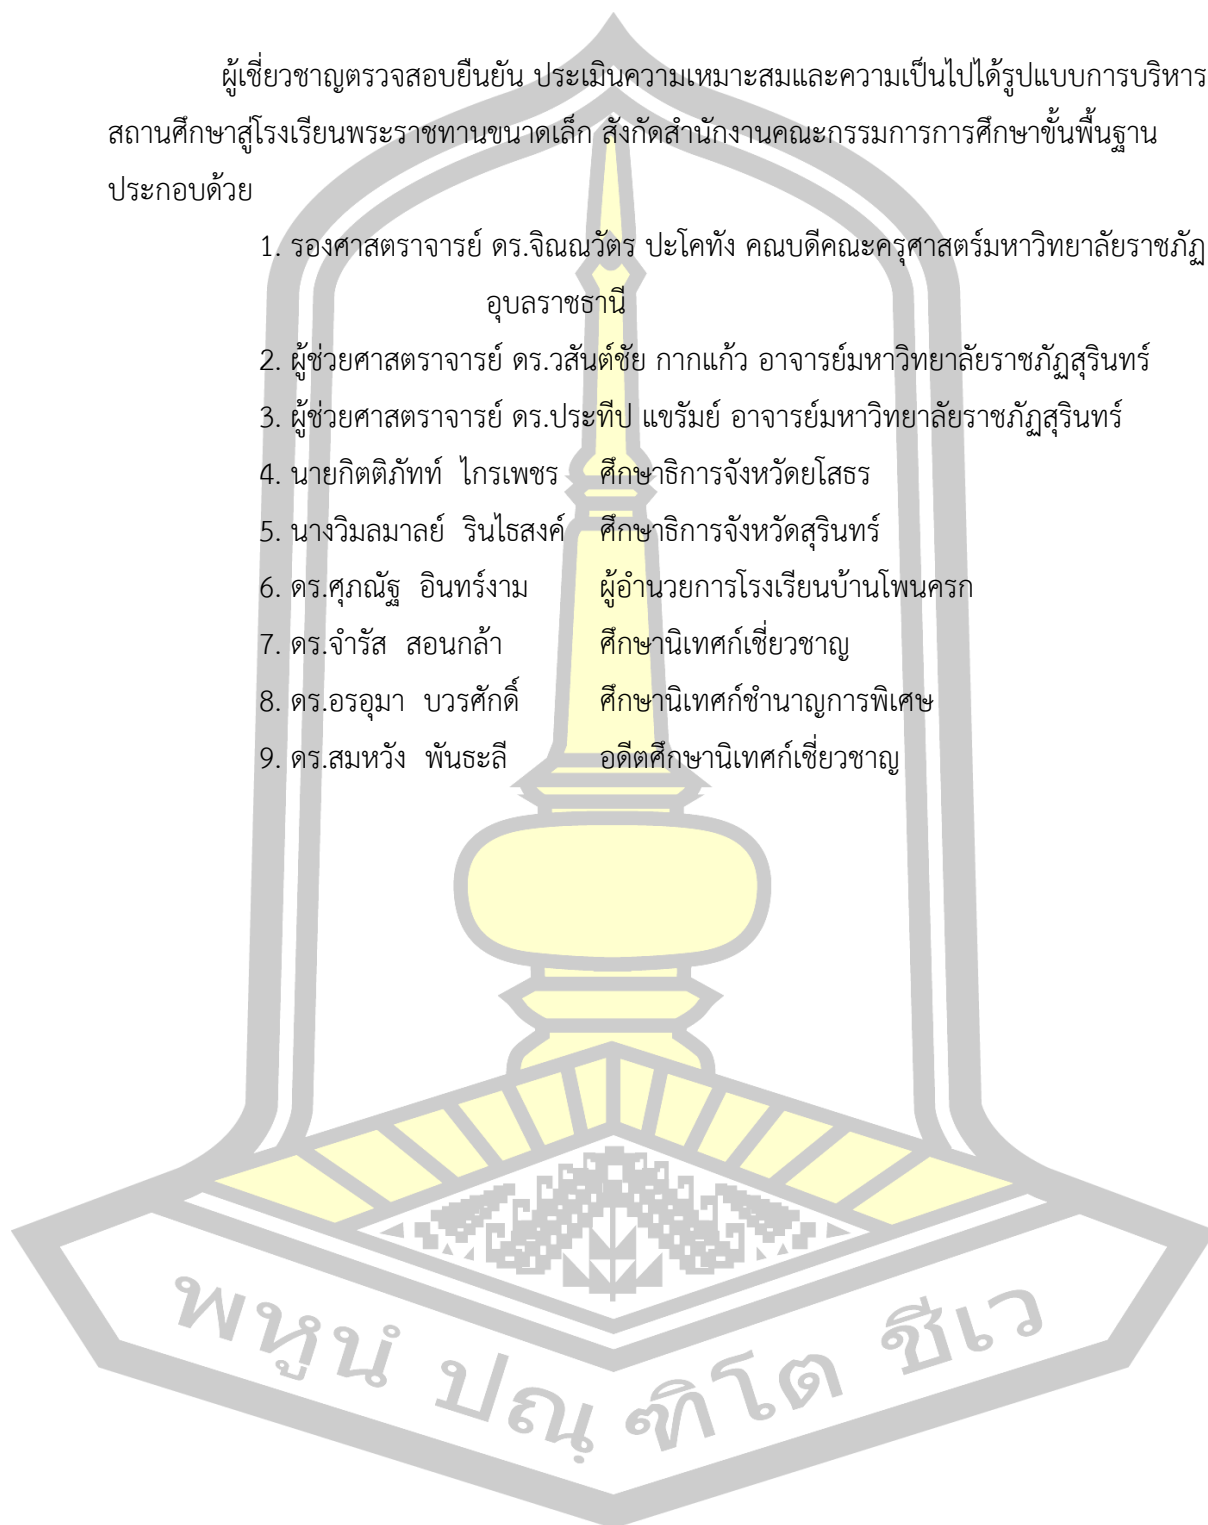 ผู้เชี่ยวชาญตรวจสอบยืนยัน ประเมินความเหมาะสมและความเป็นไปได้รูปแบบการบริหาร
สถานศึกษาสู่โรงเรียนพระราชทานขนาดเล็ก สังกัดสำนักงานคณะกรรมการการศึกษาขั้นพื้นฐาน
ประกอบด้วย
1. รองศาสตราจารย์ ดร.จิณณวัตร ปะโคทัง คณบดีคณะครุศาสตร์มหาวิทยาลัยราชภัฏ
อุบลราชธานี
2. ผู้ช่วยศาสตราจารย์ ดร.วสันต์ชัย กากแก้ว อาจารย์มหาวิทยาลัยราชภัฏสุรินทร์
3. ผู้ช่วยศาสตราจารย์ ดร.ประทีป แขรัมย์ อาจารย์มหาวิทยาลัยราชภัฏสุรินทร์
4. นายกิตติภัทท์ ไกรเพชร ศึกษาธิการจังหวัดยโสธร
5. นางวิมลมาลย์ รินไธสงค์ ศึกษาธิการจังหวัดสุรินทร์
6. ดร.ศุภณัฐ อินทร์งาม ผู้อำนวยการโรงเรียนบ้านโพนครก
7. ดร.จำรัส สอนกล้า ศึกษานิเทศก์เชี่ยวชาญ
8. ดร.อรอุมา บวรศักดิ์ ศึกษานิเทศก์ชำนาญการพิเศษ
9. ดร.สมหวัง พันธะลี อดีตศึกษานิเทศก์เชี่ยวชาญ
พหูนํ ปณฺ ฑิโต ชีเว